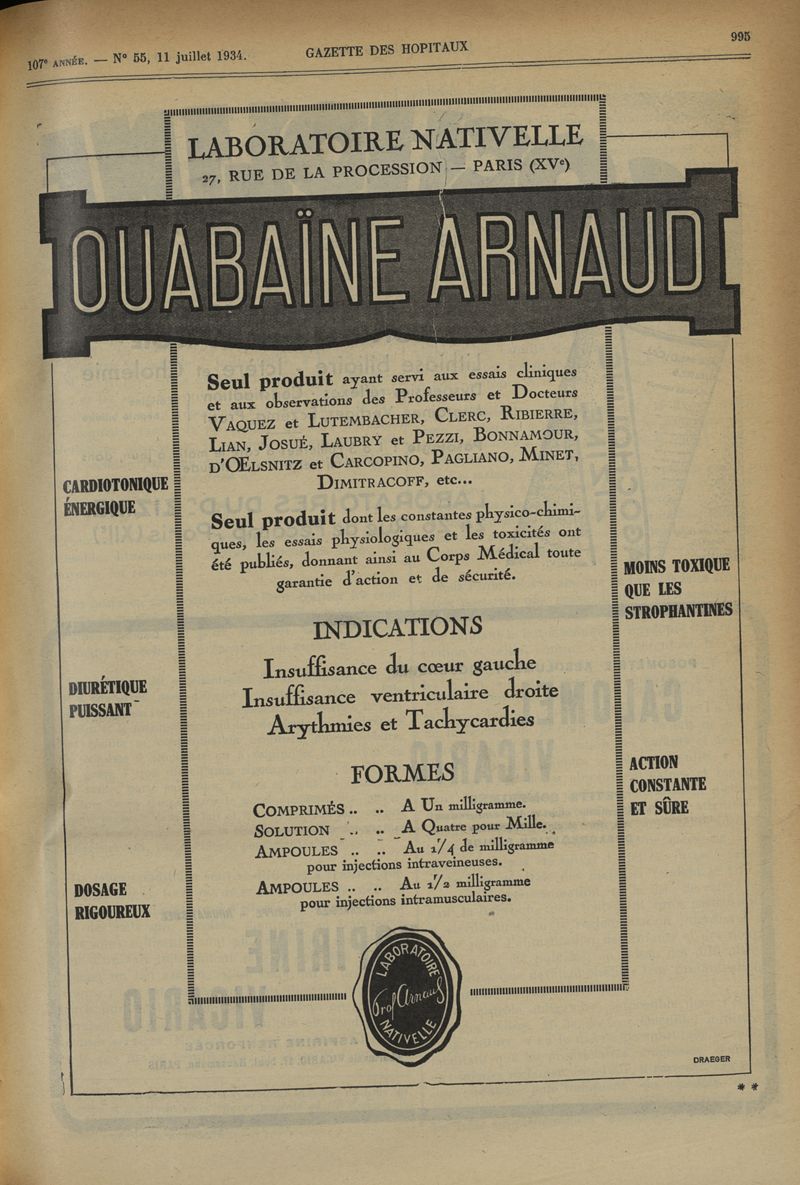 107e ANNÉE. — No 55, 11 juillet 1934.
GAZETTE DES HOPITAUX
995
LABORATOIRE NATIVELLE
27, RUE DE LA PROCESSION — PARIS (XVe)
OUABAÏNE ARNAUD
Seul produit ayant servi aux essais cliniques
et aux observations des Professeurs et Docteurs
VAQUEZ et LUTEMBACHER, CLERC, RIBIERRE,
LIAN, JOSUÉ, LAUBRY et PEZZI, BONNAMOUR,
D'ŒLSNITZ et CARCOPINO, PAGLIANO, MINET,
DIMITRACOFF, etc...
Seul produit dont les constantes physico-chimi-
ques, les essais physiologiques et les toxicités ont
été publiés, donnant ainsi au Corps Médical toute
garantie d'action et de sécurité.
CARDIOTONIQUE
ÉNERGIQUE
MOINS TOXIQUE
QUE LES
STROPHANTINES
INDICATIONS
Insuffisance du cœur gauche
Insuffisance ventriculaire droite
Arythmies et Tachycardies
DIURÉTIQUE
PUISSANT
ACTION
CONSTANTE
ET SÛRE
FORMES
COMPRIMÉS .. .. A Un milligramme.
SOLUTION .. .. A Quatre pour Mille.
AMPOULES .. .. Au 1/4 de milligramme
pour injections intraveineuses.
AMPOULES .. .. Au 1/2 milligramme
pour injections intramusculaires.
DOSAGE
RIGOUREUX
LABORATOIRE
Prof Arnaud
NATIVELLE
DRAEGER
* *